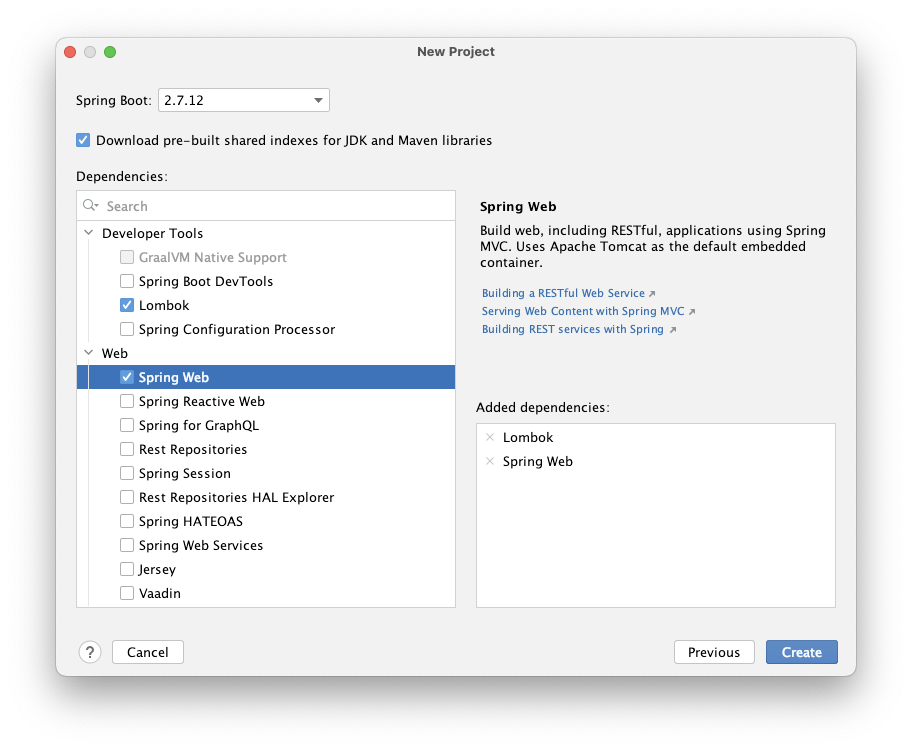 New Project
Spring Boot: 2.7.12
Download pre-built shared indexes for JDK and Maven libraries
Dependencies:
Search
Developer Tools
GraalVM Native Support
Spring Boot DevTools
Lombok
Spring Configuration Processor
Web
Spring Web
Spring Reactive Web
Spring for GraphQL
Rest Repositories
Spring Session
Rest Repositories HAL Explorer
Spring HATEOAS
Spring Web Services
Jersey
Vaadin
Spring Web
Build web, including RESTful, applications using Spring
MVC. Uses Apache Tomcat as the default embedded
container.
Building a RESTful Web Service
Serving Web Content with Spring MVC
Building REST services with Spring
Added dependencies:
Lombok
Spring Web
? Cancel Previous Create